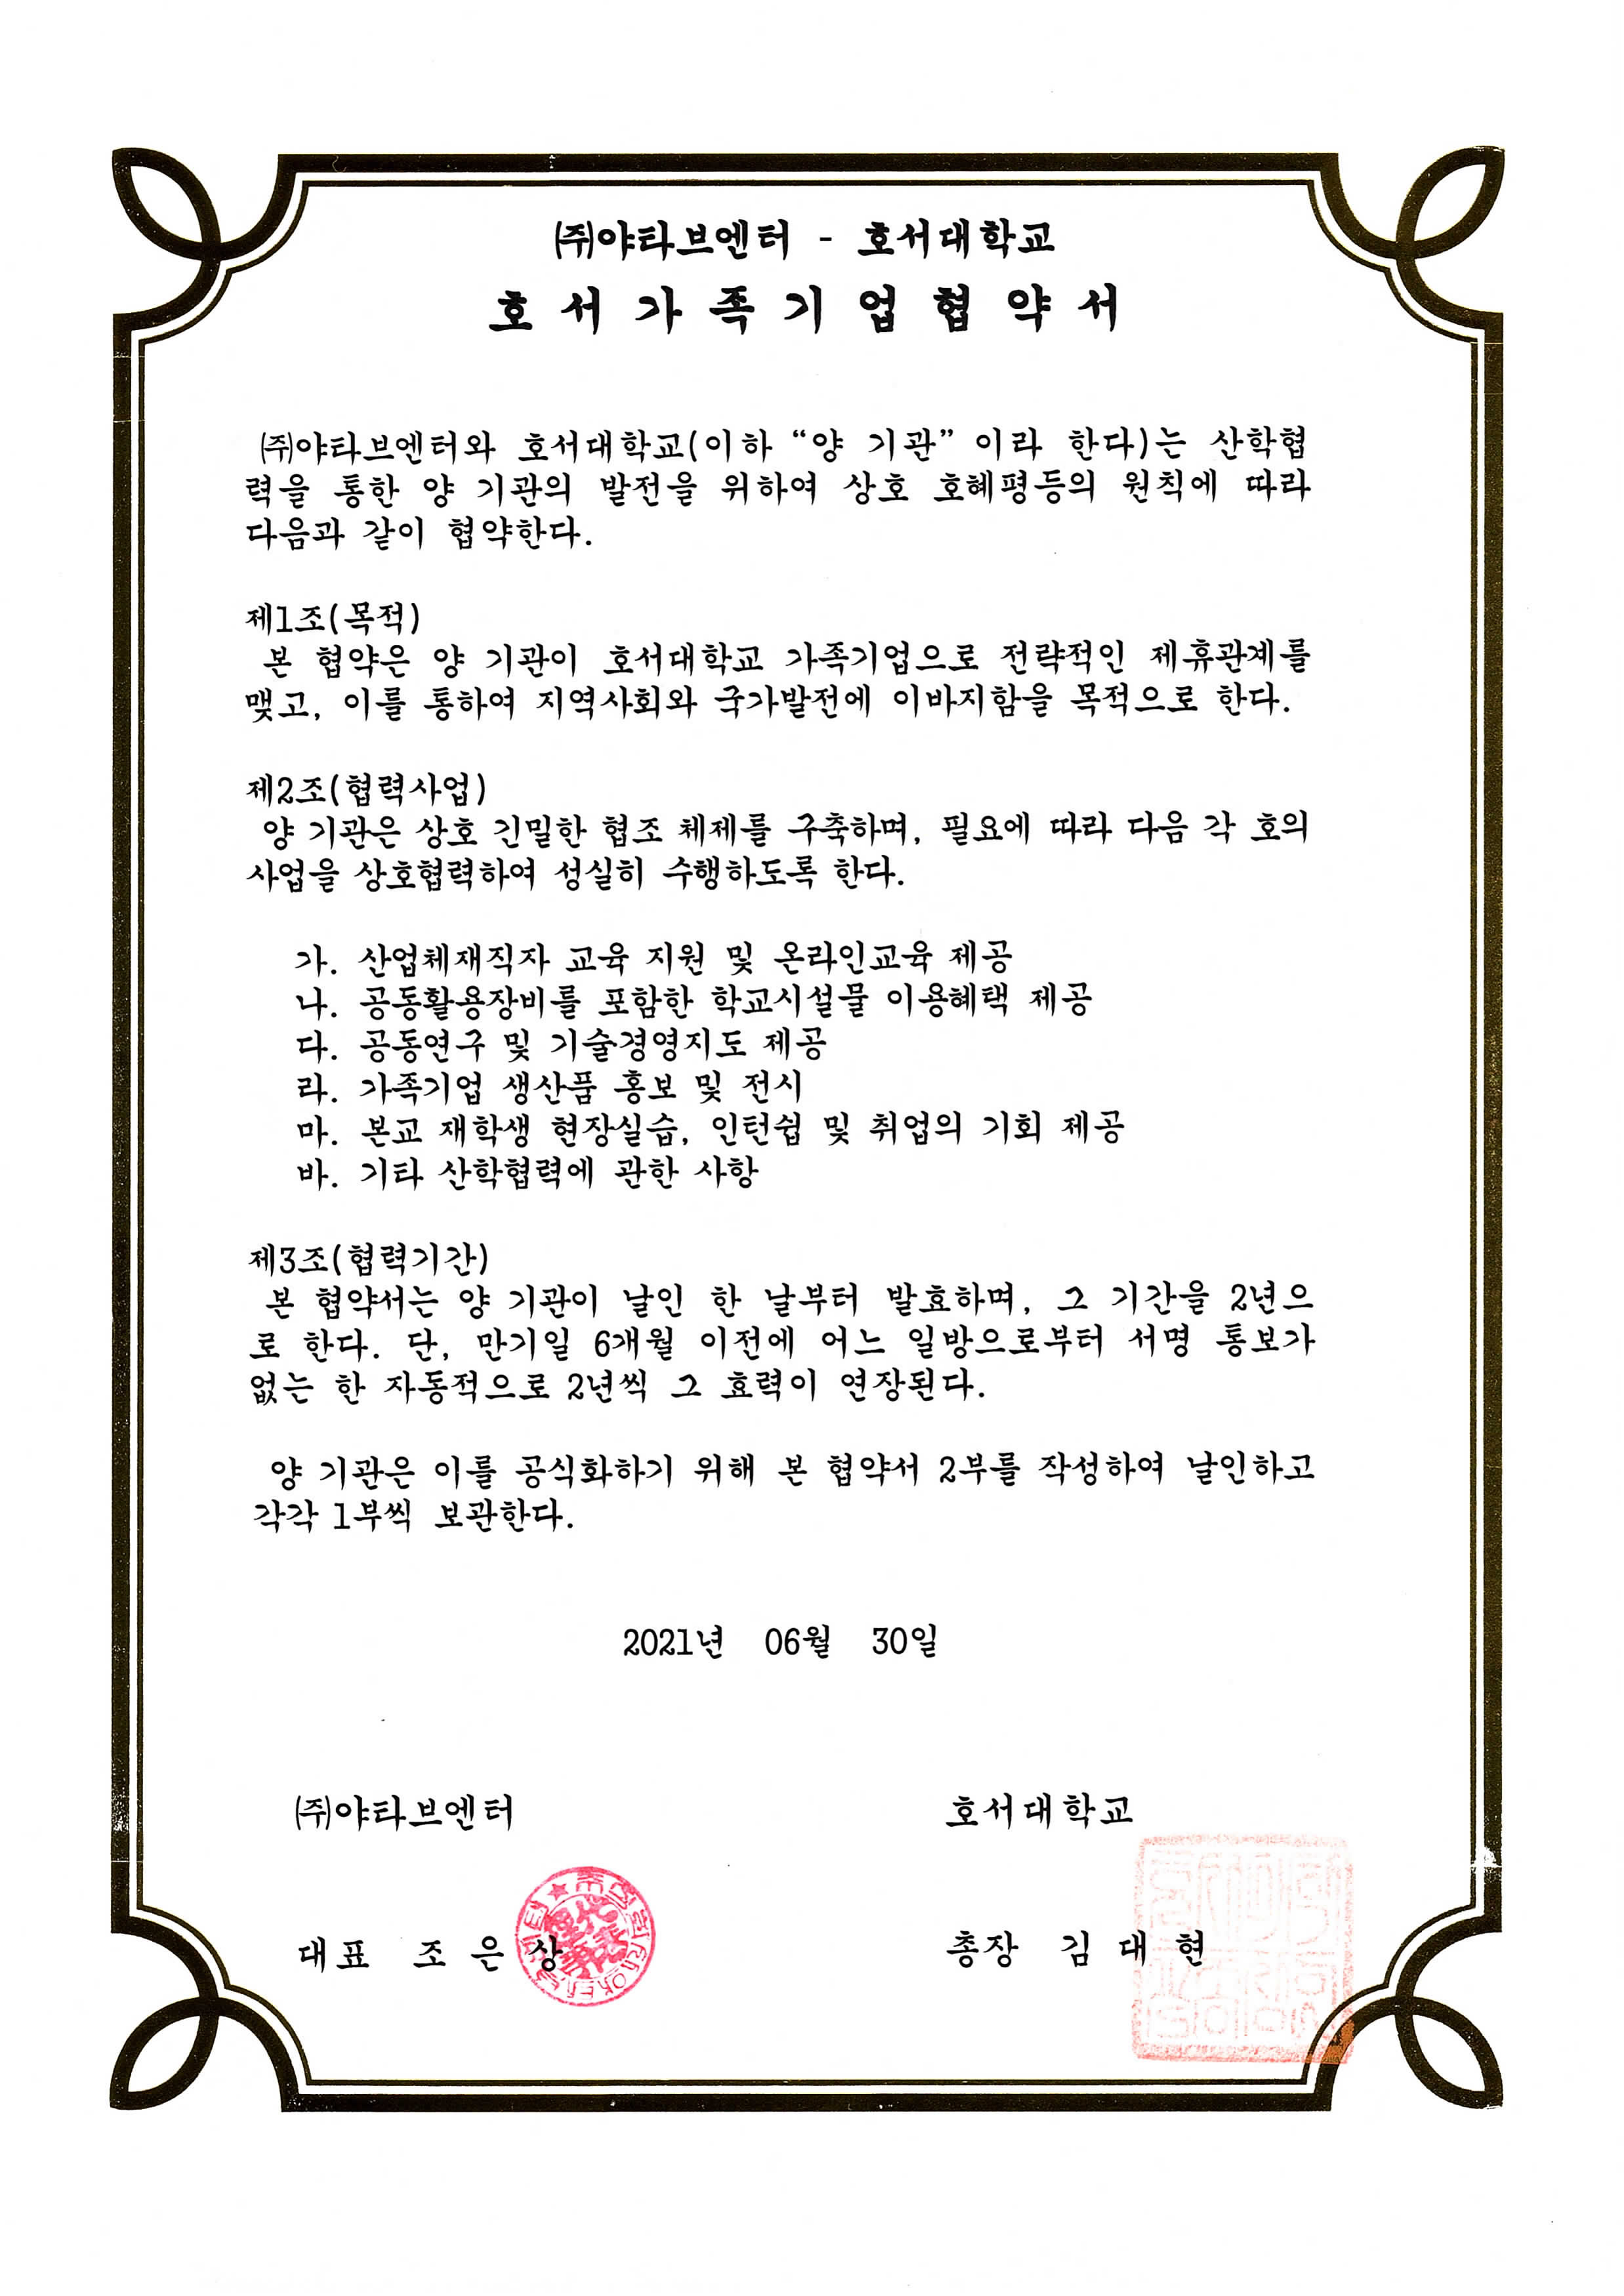 ㈜야타브엔터 - 호서대학교
호서가족기업협약서
㈜야타브엔터와 호서대학교(이하 “양 기관” 이라 한다)는 산학협
력을 통한 양 기관의 발전을 위하여 상호 호혜평등의 원칙에 따라
다음과 같이 협약한다.
제1조(목적)
본 협약은 양 기관이 호서대학교 가족기업으로 전략적인 제휴관계를
맺고, 이를 통하여 지역사회와 국가발전에 이바지함을 목적으로 한다.
제2조(협력사업)
양 기관은 상호 긴밀한 협조 체제를 구축하며, 필요에 따라 다음 각 호의
사업을 상호협력하여 성실히 수행하도록 한다.
가. 산업체재직자 교육 지원 및 온라인교육 제공
나. 공동활용장비를 포함한 학교시설물 이용혜택 제공
다. 공동연구 및 기술경영지도 제공
라. 가족기업 생산품 홍보 및 전시
마. 본교 재학생 현장실습, 인턴쉽 및 취업의 기회 제공
바. 기타 산학협력에 관한 사항
제3조(협력기간)
본 협약서는 양 기관이 날인 한 날부터 발효하며, 그 기간을 2년으
로 한다. 단, 만기일 6개월 이전에 어느 일방으로부터 서명 통보가
없는 한 자동적으로 2년씩 그 효력이 연장된다.
양 기관은 이를 공식화하기 위해 본 협약서 2부를 작성하여 날인하고
각각 1부씩 보관한다.
2021년 06월 30일
㈜야타브엔터
호서대학교
대표 조은상
총장 김대현